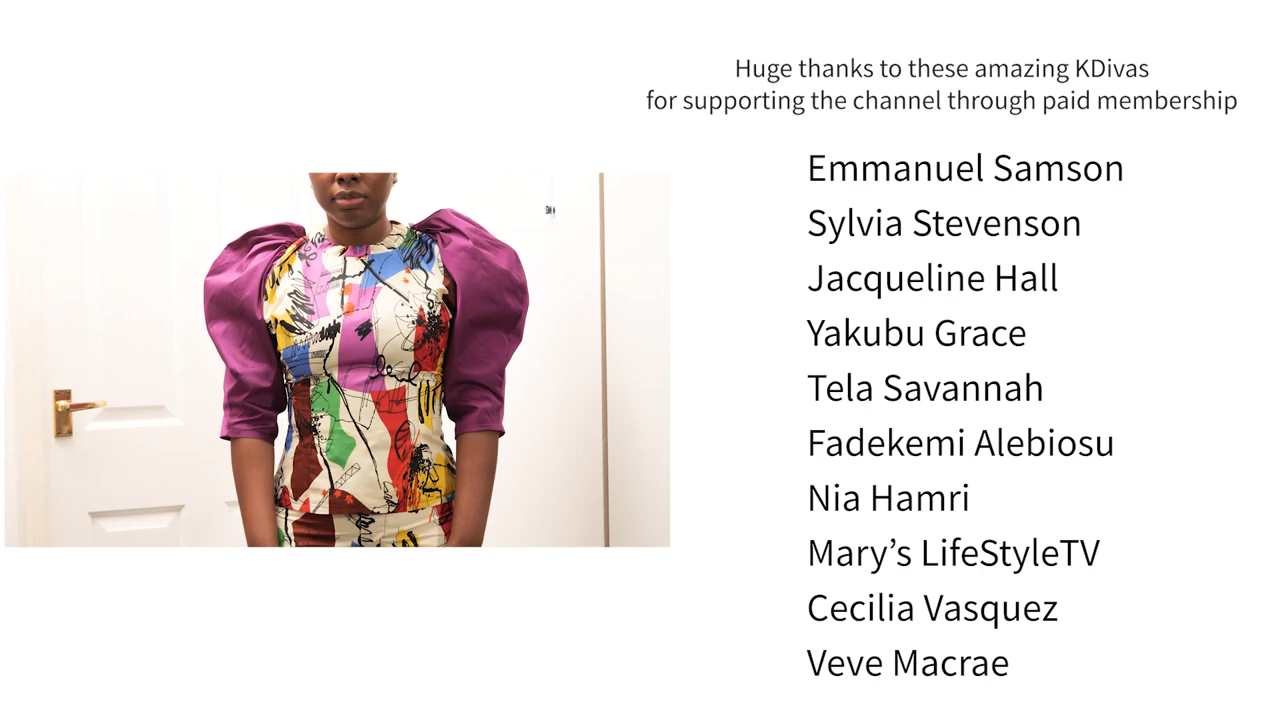 Huge thanks to these amazing KDivas
for supporting the channel through paid membership
Emmanuel Samson
Sylvia Stevenson
Jacqueline Hall
Yakubu Grace
Tela Savannah
Fadekemi Alebiosu
Nia Hamri
Mary’s LifeStyleTV
Cecilia Vasquez
Veve Macrae